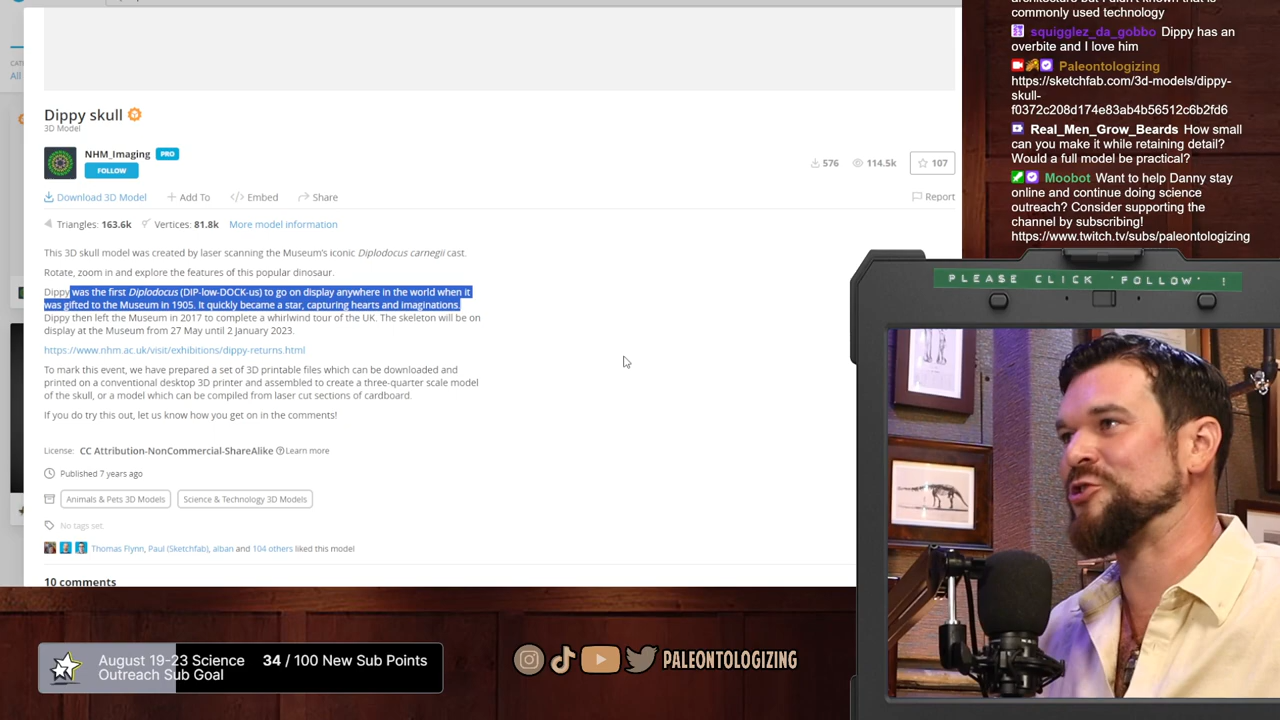 CATE
All
Dippy skull
3D Model
NHM_Imaging PRO
FOLLOW
576 114.5k 107
Download 3D Model Add To Embed Share Report
Triangles: 163.6k Vertices: 81.8k More model information
This 3D skull model was created by laser scanning the Museum's iconic Diplodocus carnegii cast.
Rotate, zoom in and explore the features of this popular dinosaur.
Dippy was the first Diplodocus (DIP-low-DOCK-us) to go on display anywhere in the world when it
was gifted to the Museum in 1905. It quickly became a star, capturing hearts and imaginations.
Dippy then left the Museum in 2017 to complete a whirlwind tour of the UK. The skeleton will be on
display at the Museum from 27 May until 2 January 2023.
https://www.nhm.ac.uk/visit/exhibitions/dippy-returns.html
To mark this event, we have prepared a set of 3D printable files which can be downloaded and
printed on a conventional desktop 3D printer and assembled to create a three-quarter scale model
of the skull, or a model which can be compiled from laser cut sections of cardboard.
If you do try this out, let us know how you get on in the comments!
License: CC Attribution-NonCommercial-ShareAlike Learn more
Published 7 years ago
Animals & Pets 3D Models Science & Technology 3D Models
No tags set.
Thomas Flynn, Paul (Sketchfab), alban and 104 others liked this model
10 comments
August 19-23 Science
Outreach Sub Goal
34 / 100 New Sub Points
PALEONTOLOGIZING
commonly used technology
squigglez_da_gobbo Dippy has an
overbite and I love him
Paleontologizing
https://sketchfab.com/3d-models/dippy-
skull-
f0372c208d174e83ab4b56512c6b2fd6
Real_Men_Grow_Beards How small
can you make it while retaining detail?
Would a full model be practical?
Moobot Want to help Danny stay
online and continue doing science
outreach? Consider supporting the
channel by subscribing!
https://www.twitch.tv/subs/paleontologizing
PLEASE CLICK 'FOLLOW' !